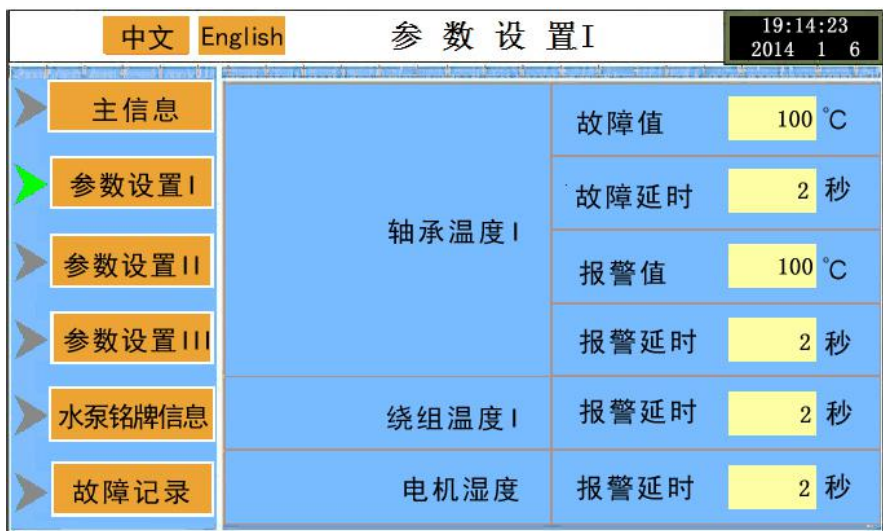 中文 English 参数设置I 19:14:23
2014 1 6
主信息
参数设置I
参数设置II
参数设置III
水泵铭牌信息
故障记录
轴承温度I
故障值 100 ℃
故障延时 2 秒
报警值 100 ℃
报警延时 2 秒
绕组温度I 报警延时 2 秒
电机湿度 报警延时 2 秒